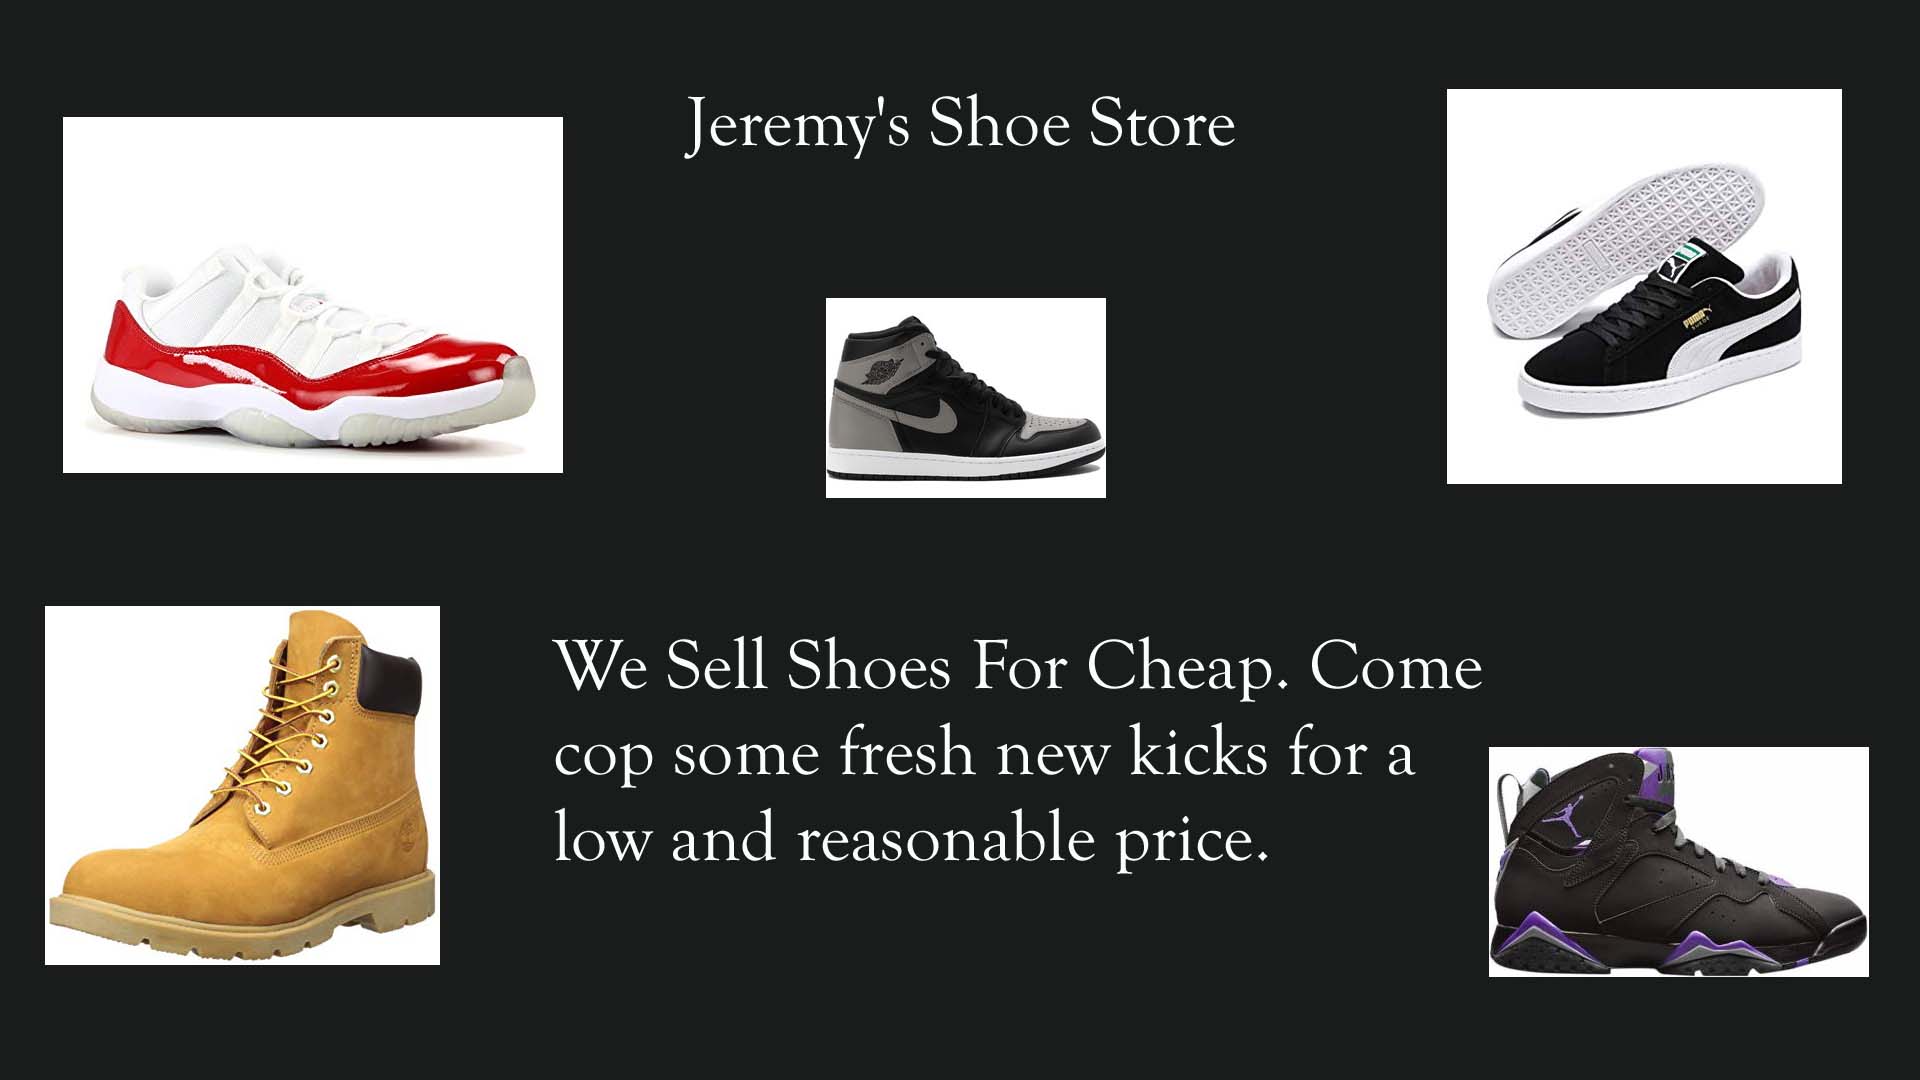 Jeremy's Shoe Store
PUMA
SUEDE
We Sell Shoes For Cheap. Come
cop some fresh new kicks for a
low and reasonable price.